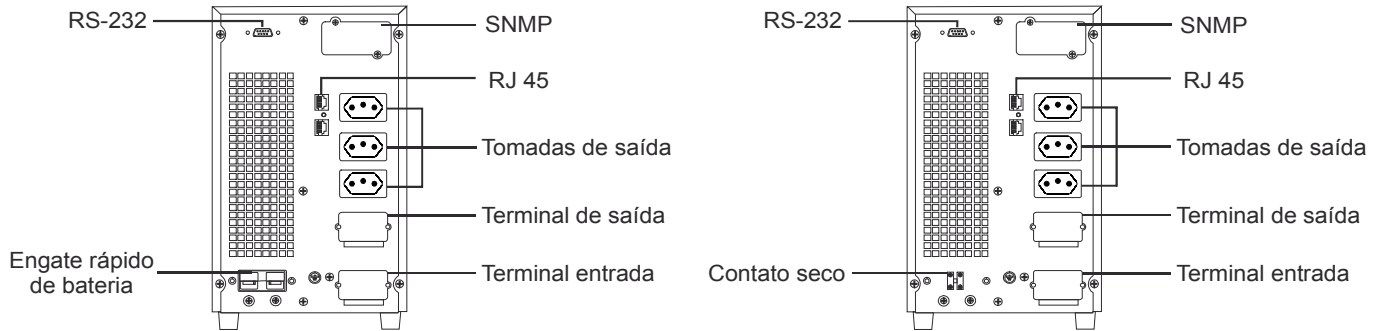 RS-232
SNMP
RJ 45
Tomadas de saída
Terminal de saída
Engate rápido
de bateria
Terminal entrada
RS-232
SNMP
RJ 45
Tomadas de saída
Terminal de saída
Contato seco
Terminal entrada